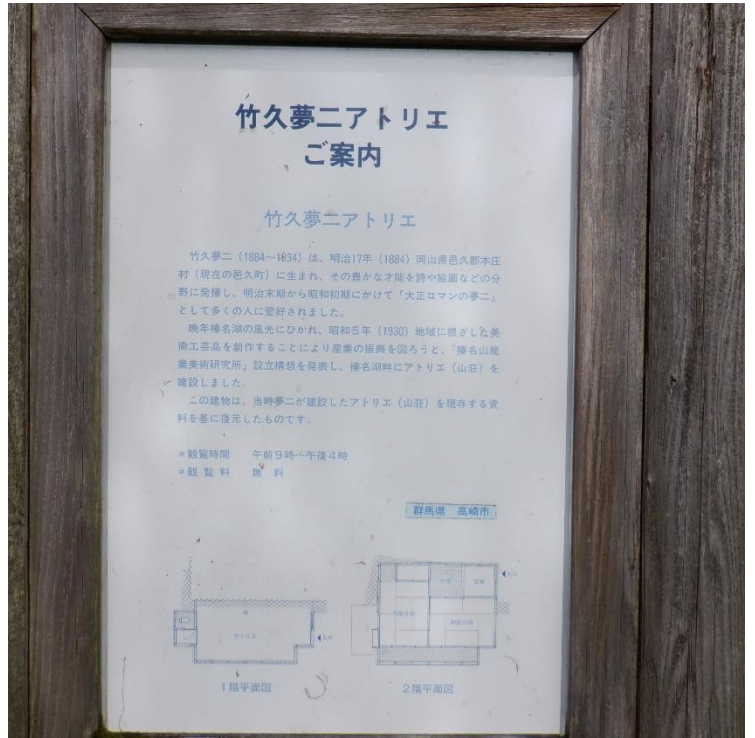 竹久夢二アトリエ
ご案内
竹久夢二アトリエ
竹久夢二（1884〜1934）は、明治17年（1884）岡山県邑久郡本庄
村（現在の邑久町）に生まれ、その豊かな才能を詩や絵画などの分
野に発揮し、明治末期から昭和初期にかけて「大正ロマンの夢二」
として多くの人に愛好されました。
晩年榛名湖の風光にひかれ、昭和５年（1930）地域に根ざした美
術工芸品を創作することにより産業の振興を図ろうと、「榛名山産
業美術研究所」設立構想を発表し、榛名湖畔にアトリエ（山荘）を
建設しました。
この建物は、当時夢二が建設したアトリエ（山荘）を現存する資
料を基に復元したものです。
＊観覧時間　午前９時〜午後４時
＊観覧料　無料
群馬県　高崎市
アトリエ
入口
１階平面図
２階平面図